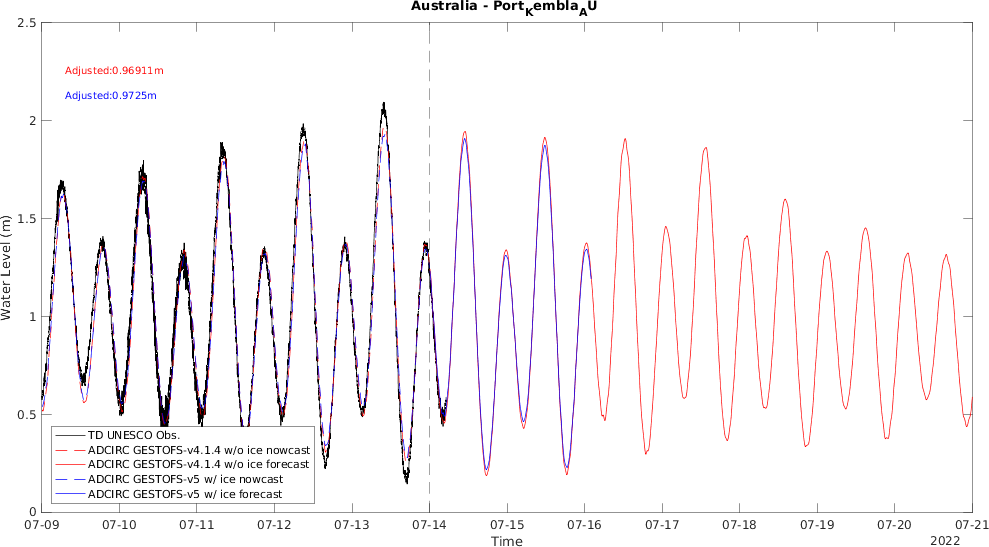 Australia - PortKemblaAU
2.5
Adjusted:0.96911m
Adjusted:0.9725m
2
1.5
Water Level (m)
1
0.5
TD UNESCO Obs.
ADCIRC GESTOFS-v4.1.4 w/o ice nowcast
ADCIRC GESTOFS-v4.1.4 w/o ice forecast
ADCIRC GESTOFS-v5 w/ ice nowcast
ADCIRC GESTOFS-v5 w/ ice forecast
0
07-09 07-10 07-11 07-12 07-13 07-14 07-15 07-16 07-17 07-18 07-19 07-20 07-21
Time
2022